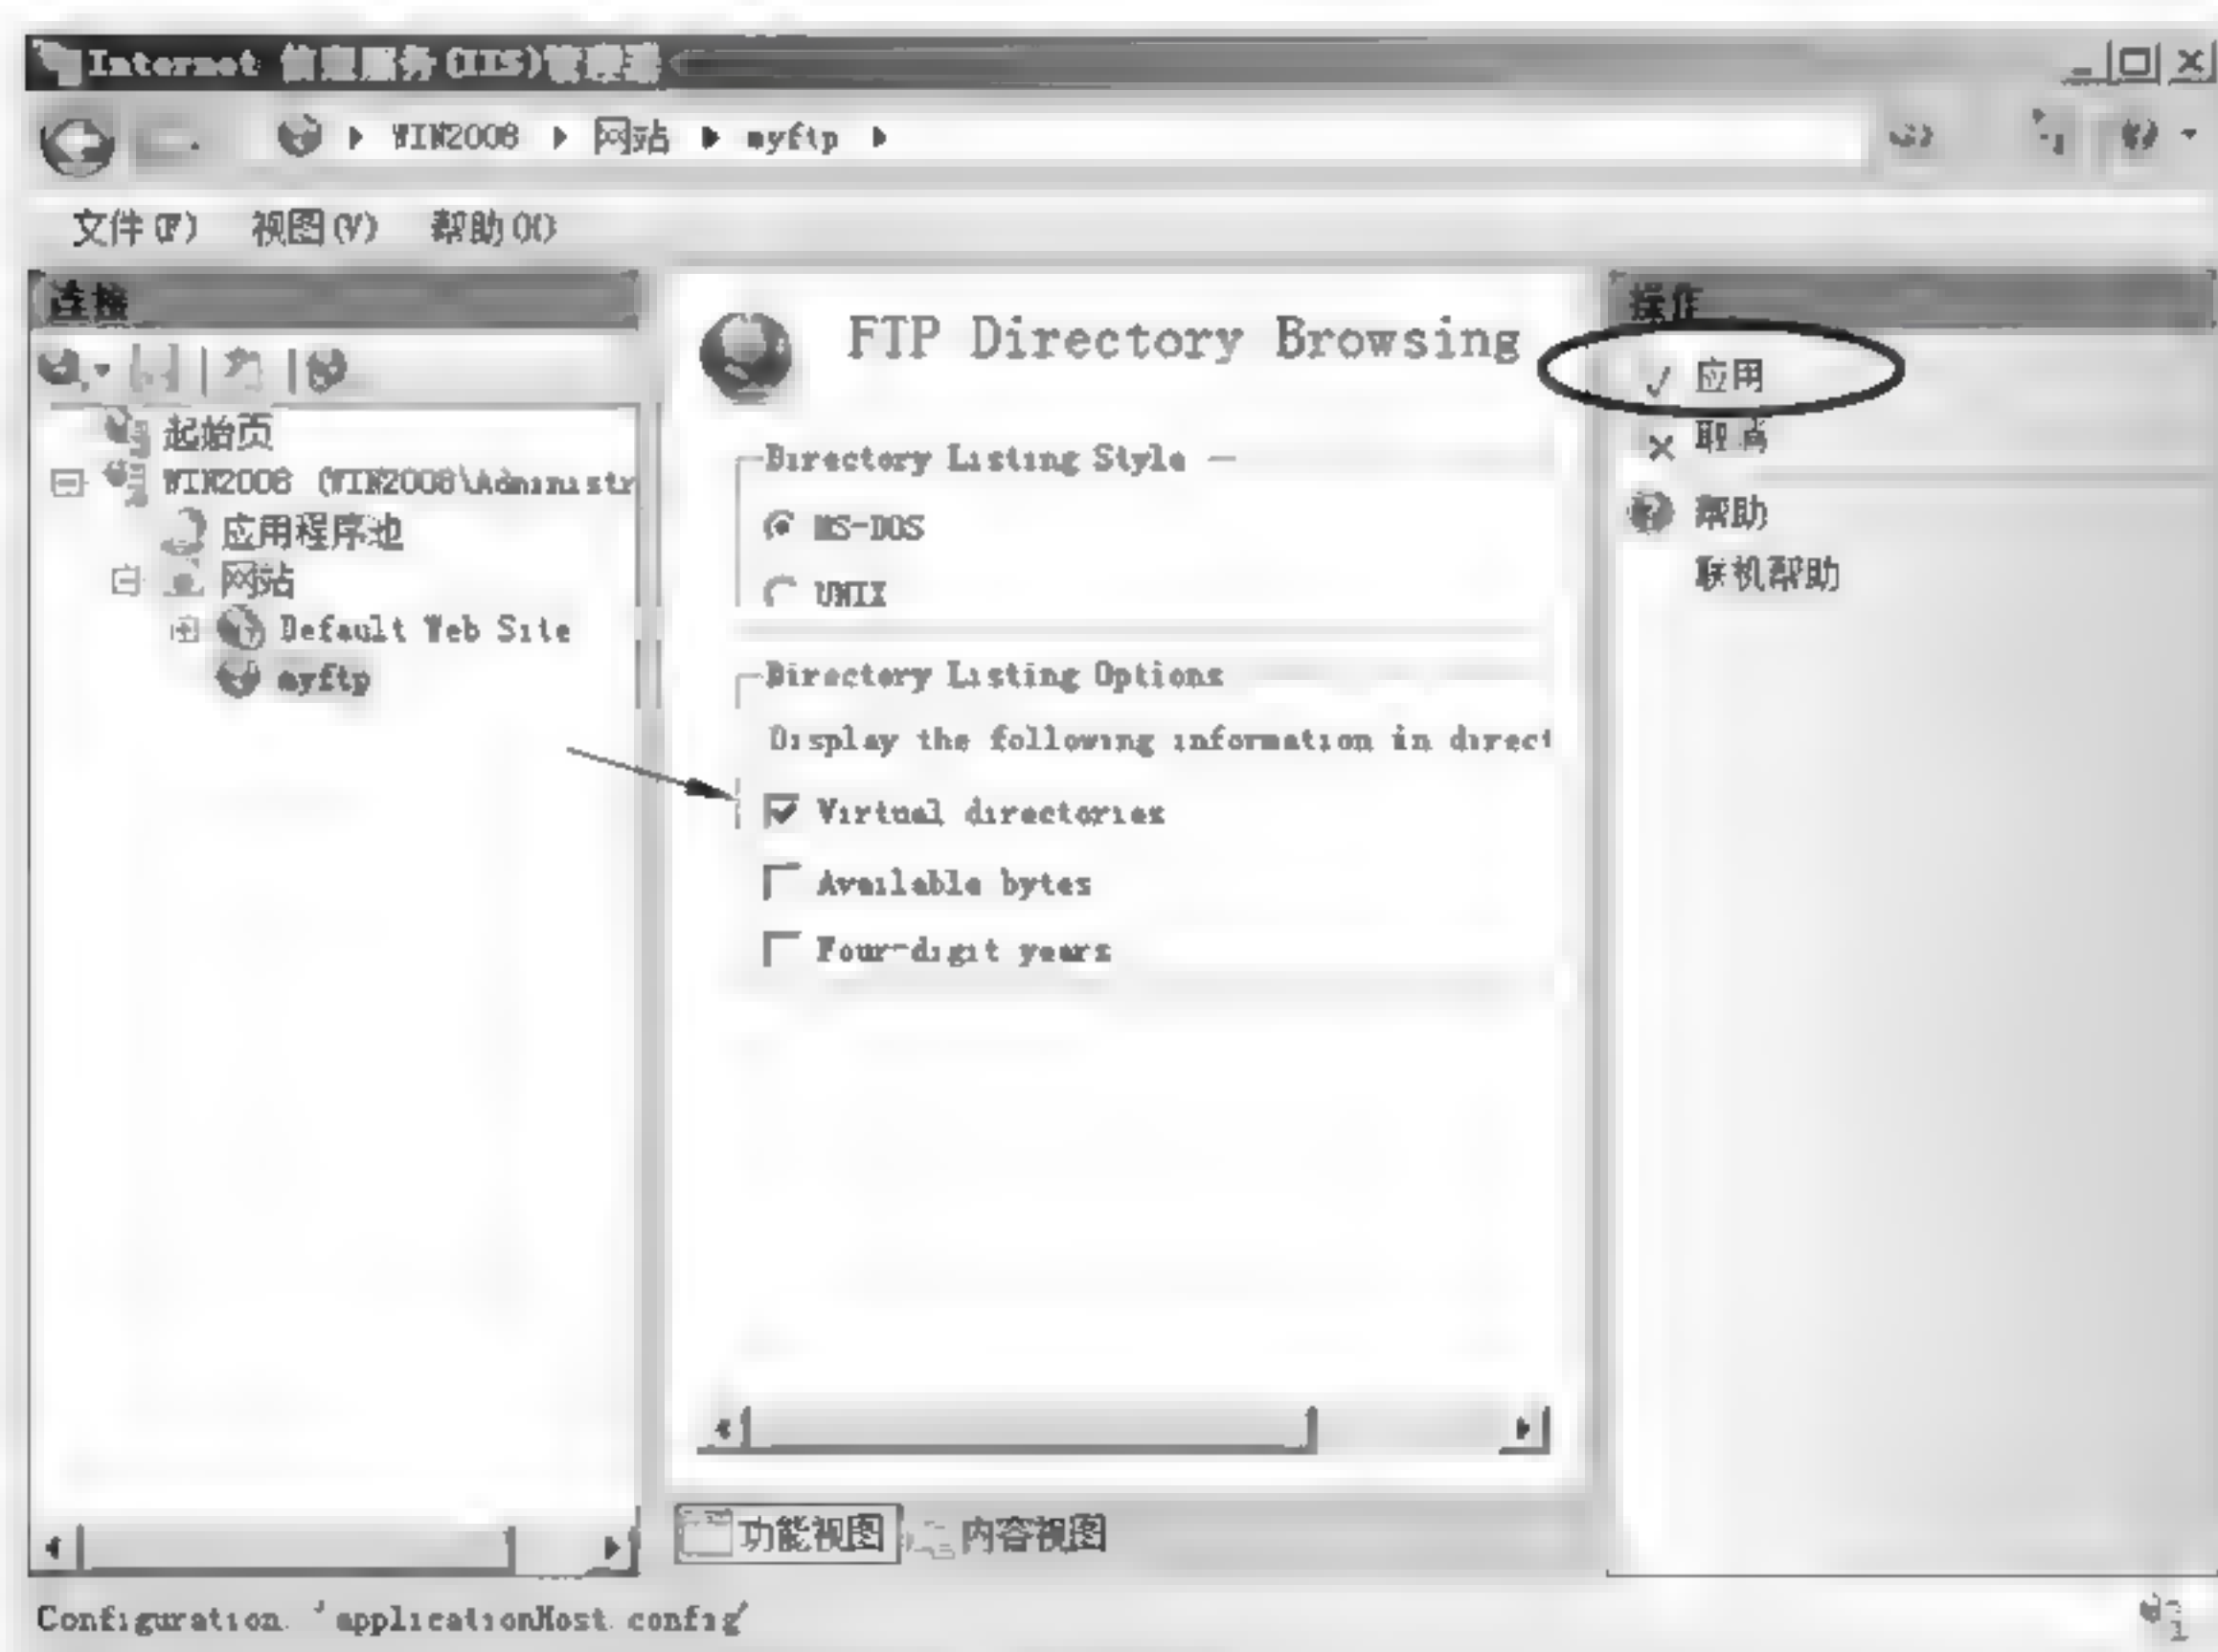 Internet 信息服务(IIS)管理器
WIN2008 网站 myftp
文件(F) 视图(V) 帮助(H)
连接
起始页
WIN2008 (WIN2008\Administr
应用程序池
网站
Default Web Site
myftp
FTP Directory Browsing
Directory Listing Style
MS-DOS
UNIX
Directory Listing Options
Display the following information in direct
Virtual directories
Available bytes
Four-digit years
功能视图 内容视图
操作
应用
取消
帮助
联机帮助
Configuration: 'applicationHost.config'